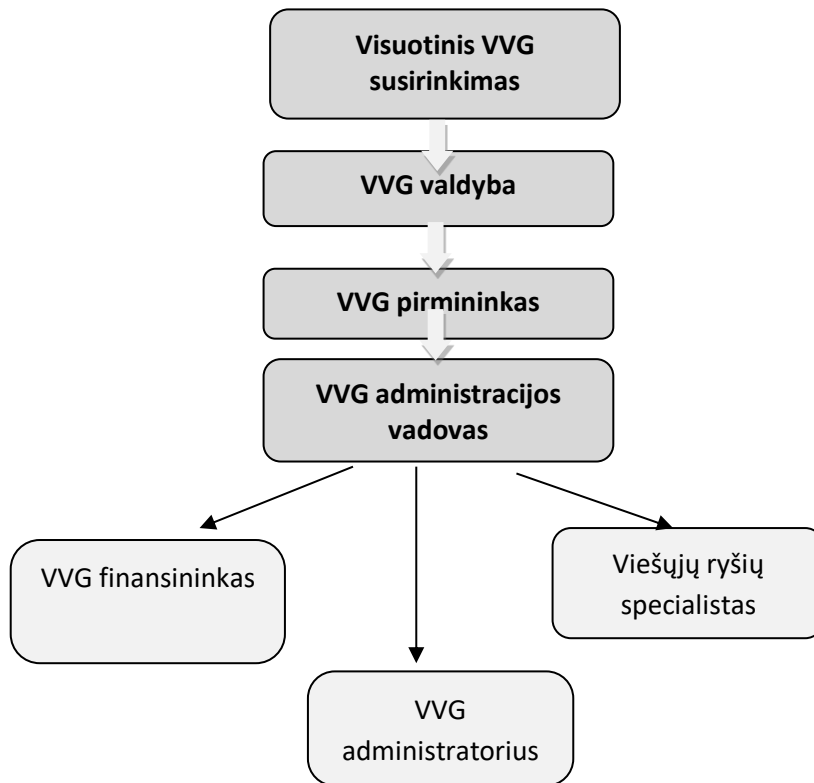 Visuotinis VVG
susirinkimas
VVG valdyba
VVG pirmininkas
VVG administracijos
vadovas
VVG finansininkas
Viešųjų ryšių
specialistas
VVG
administratorius